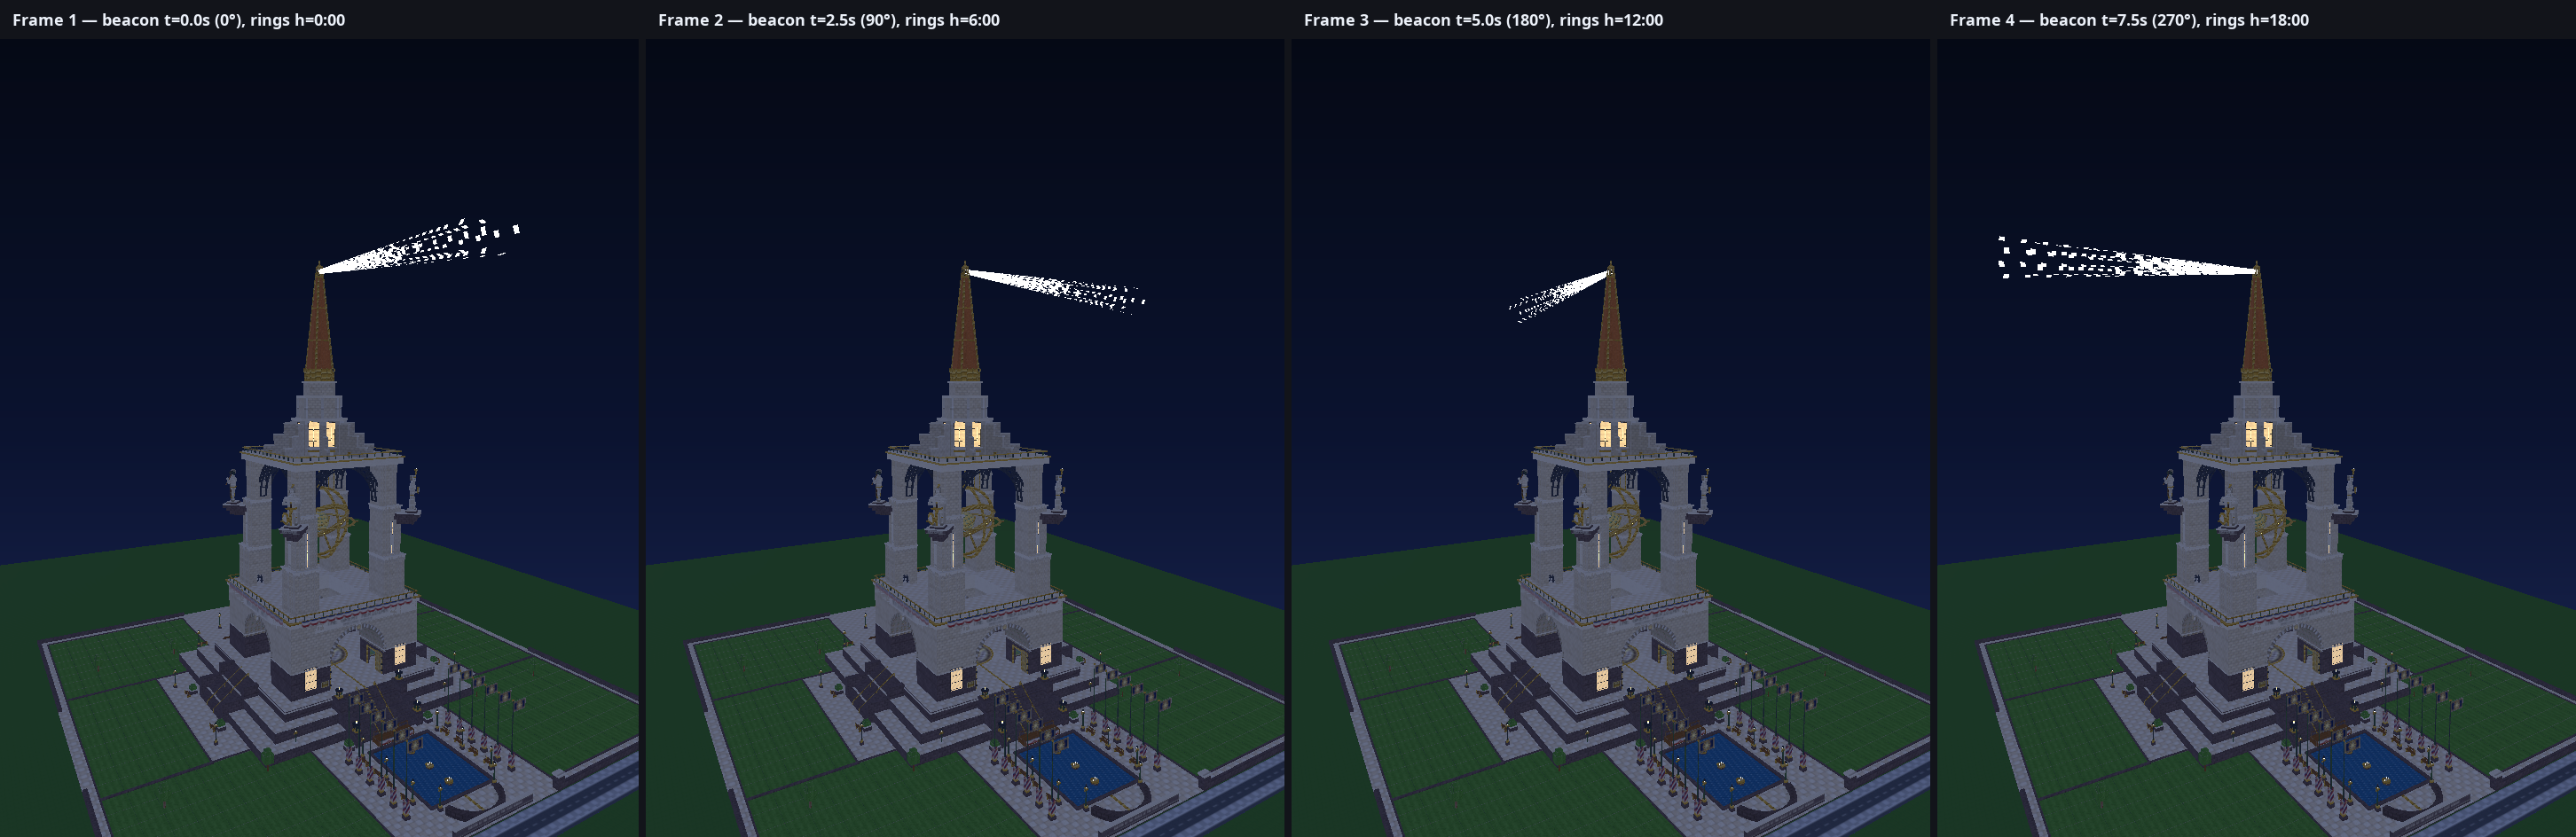 Frame 1 — beacon t=0.0s (0°), rings h=0:00
Frame 2 — beacon t=2.5s (90°), rings h=6:00
Frame 3 — beacon t=5.0s (180°), rings h=12:00
Frame 4 — beacon t=7.5s (270°), rings h=18:00